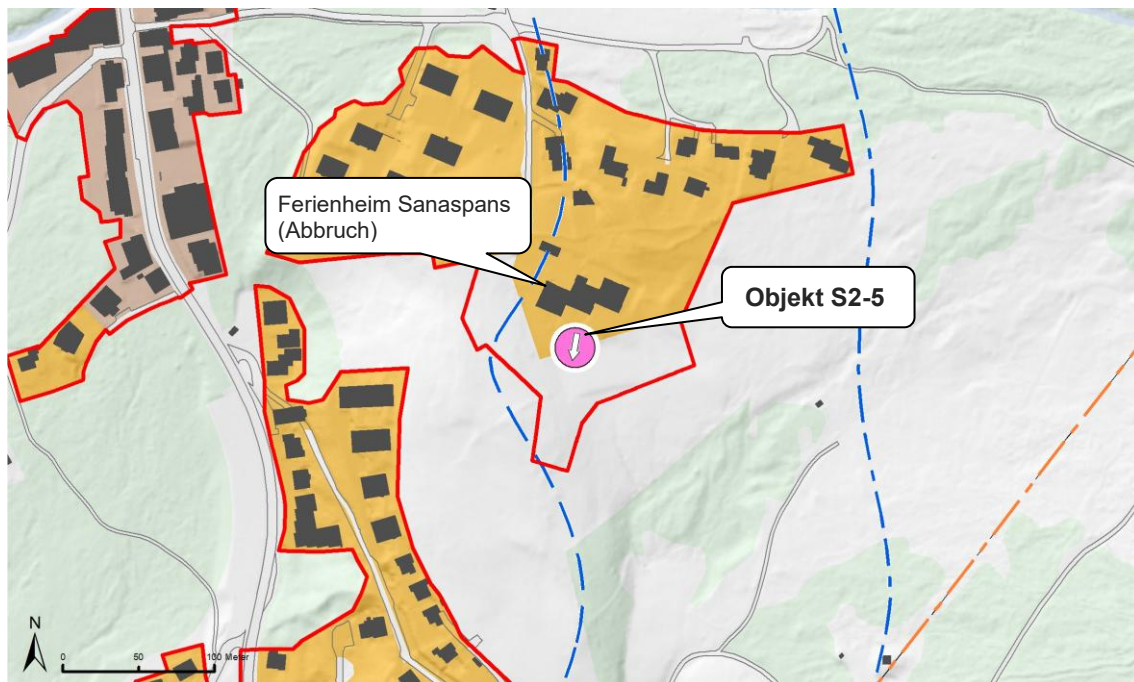 Ferienheim Sanaspans
(Abbruch)
Objekt S2-5
N
0 50 100 Meter